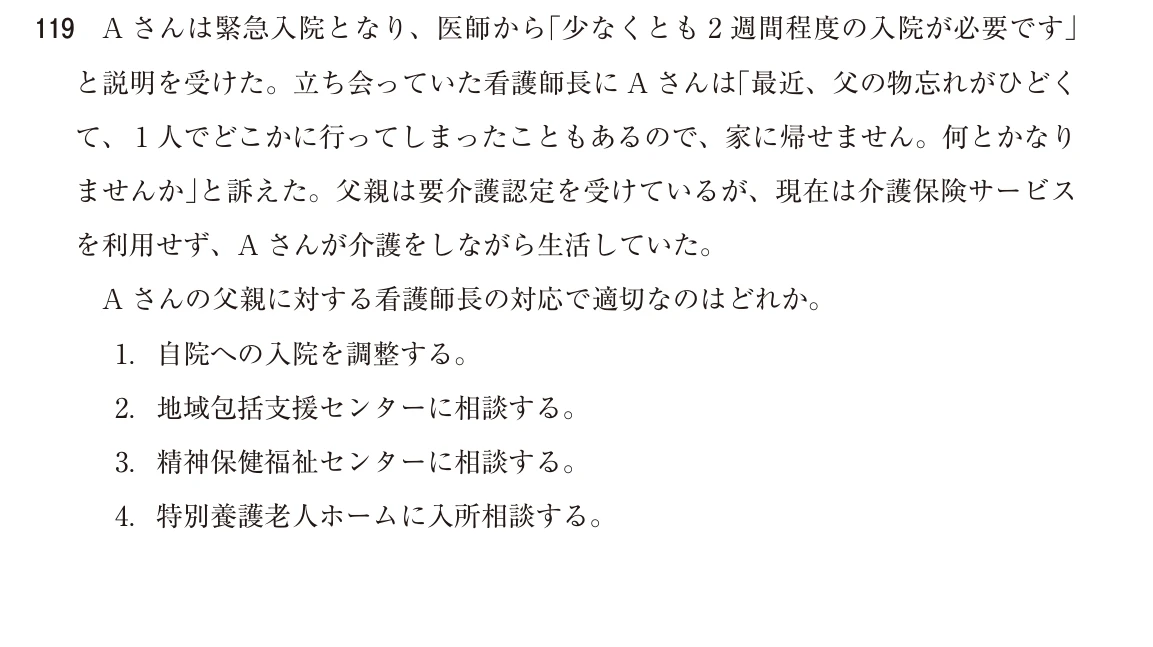 119 Aさんは緊急入院となり、医師から「少なくとも2週間程度の入院が必要です」
と説明を受けた。立ち会っていた看護師長にAさんは「最近、父の物忘れがひどく
て、1人でどこかに行ってしまったこともあるので、家に帰せません。何とかなり
ませんか」と訴えた。父親は要介護認定を受けているが、現在は介護保険サービス
を利用せず、Aさんが介護をしながら生活していた。
Aさんの父親に対する看護師長の対応で適切なのはどれか。
1. 自院への入院を調整する。
2. 地域包括支援センターに相談する。
3. 精神保健福祉センターに相談する。
4. 特別養護老人ホームに入所相談する。